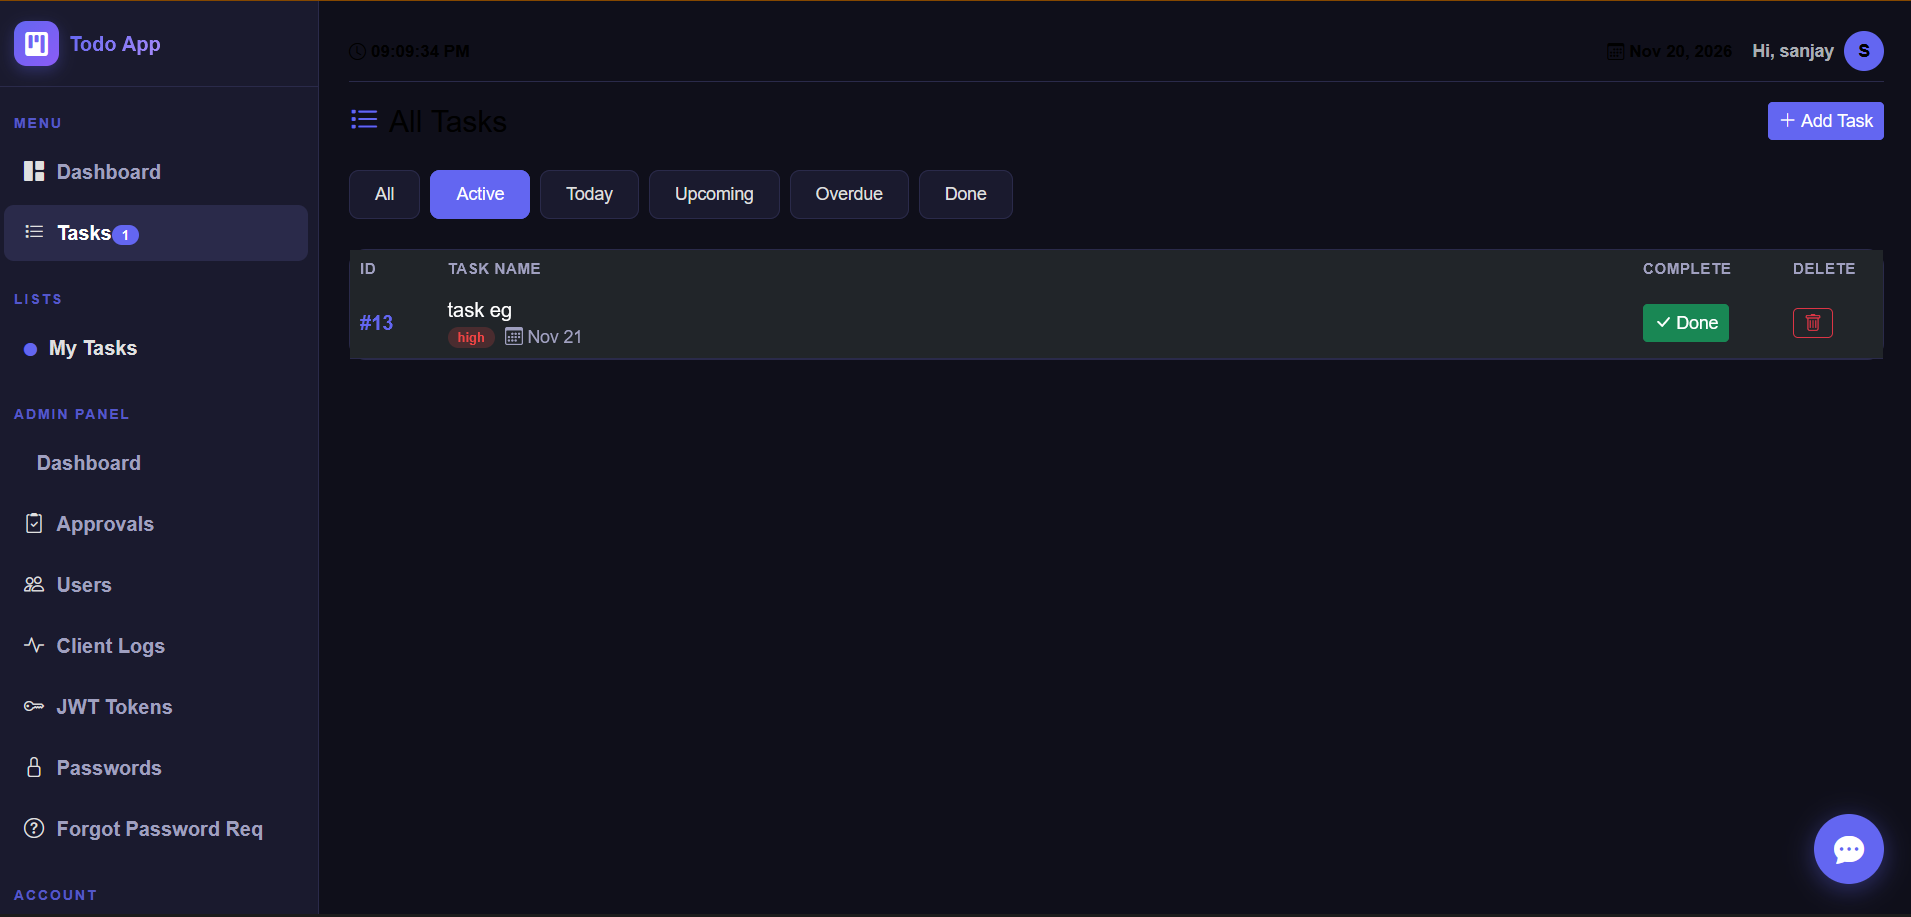 Todo App
MENU
Dashboard
Tasks 1
LISTS
My Tasks
ADMIN PANEL
Dashboard
Approvals
Users
Client Logs
JWT Tokens
Passwords
Forgot Password Req
ACCOUNT
09:09:34 PM
Nov 20, 2026 Hi, sanjay S
All Tasks
+ Add Task
All Active Today Upcoming Overdue Done
ID TASK NAME COMPLETE DELETE
#13 task eg Done
high Nov 21